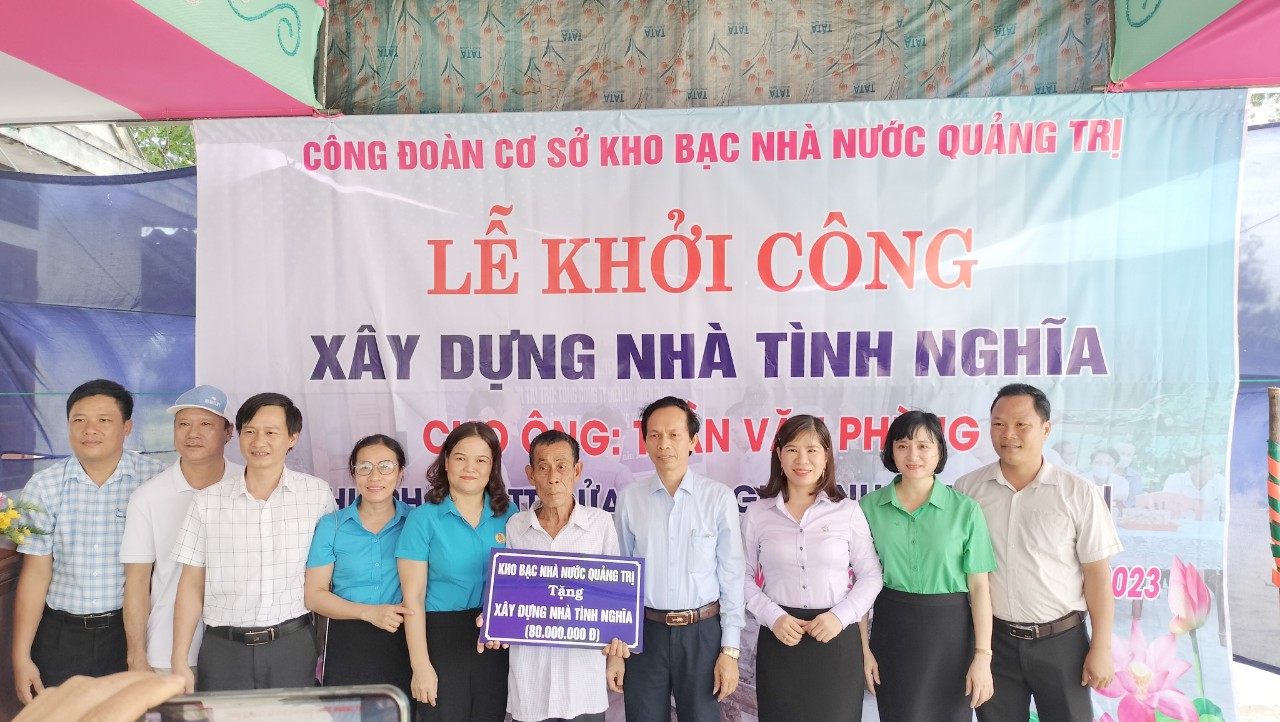 CÔNG ĐOÀN CƠ SỞ KHO BẠC NHÀ NƯỚC QUẢNG TRỊ
LỄ KHỞI CÔNG
XÂY DỰNG NHÀ TÌNH NGHĨA
CHO ÔNG: TRẦN VĂN PHÙNG
2023
KHO BẠC NHÀ NƯỚC QUẢNG TRỊ
Tặng
XÂY DỰNG NHÀ TÌNH NGHĨA
(80.000.000 Đ)
TATA